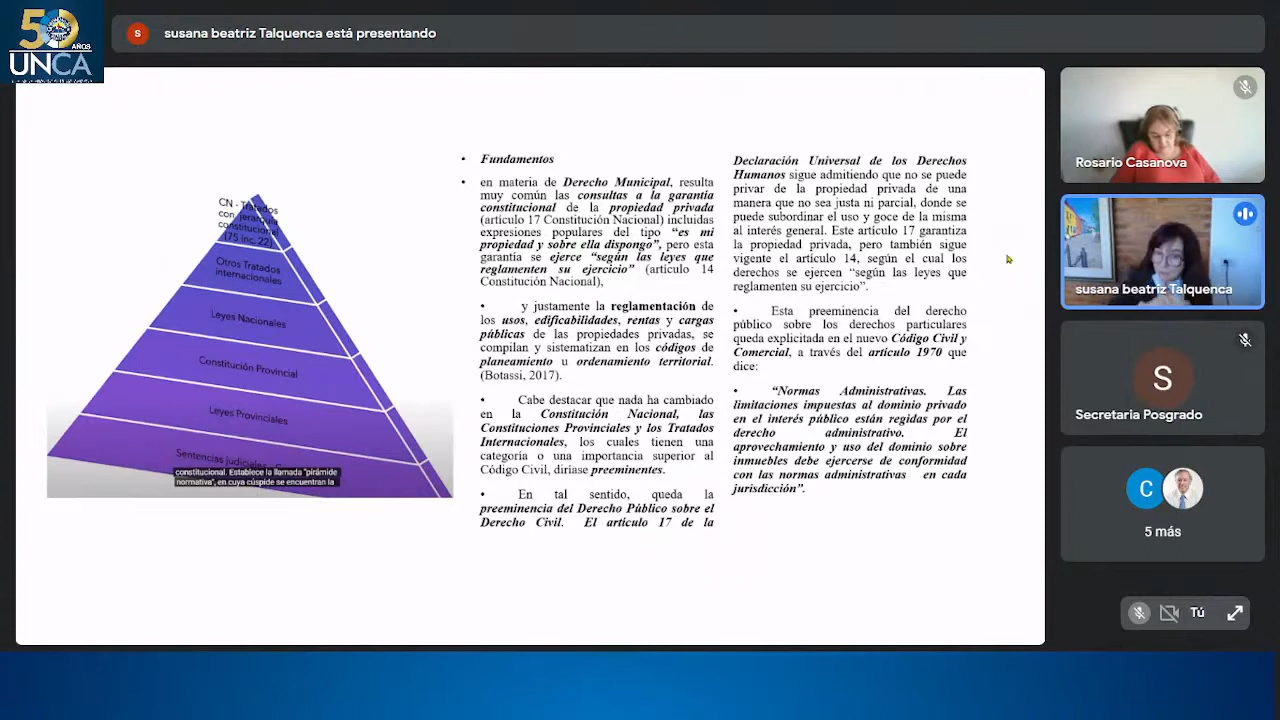 50
AÑOS
UNCA
S
susana beatriz Talquenca está presentando
CN - Tratados
con jerarquía
constitucional
(75 inc. 22)
Otros Tratados
internacionales
Leyes Nacionales
Constitución Provincial
Leyes Provinciales
Sentencias judiciales
constitucional. Establece la llamada "pirámide
normativa", en cuya cúspide se encuentran la
• Fundamentos
• en materia de Derecho Municipal, resulta
muy común las consultas a la garantía
constitucional de la propiedad privada
(artículo 17 Constitución Nacional) incluidas
expresiones populares del tipo “es mi
propiedad y sobre ella dispongo”, pero esta
garantía se ejerce “según las leyes que
reglamenten su ejercicio” (artículo 14
Constitución Nacional),
• y justamente la reglamentación de
los usos, edificabilidades, rentas y cargas
públicas de las propiedades privadas, se
compilan y sistematizan en los códigos de
planeamiento u ordenamiento territorial.
(Botassi, 2017).
• Cabe destacar que nada ha cambiado
en la Constitución Nacional, las
Constituciones Provinciales y los Tratados
Internacionales, los cuales tienen una
categoría o una importancia superior al
Código Civil, diríase preeminentes.
• En tal sentido, queda la
preeminencia del Derecho Público sobre el
Derecho Civil. El artículo 17 de la
Declaración Universal de los Derechos
Humanos sigue admitiendo que no se puede
privar de la propiedad privada de una
manera que no sea justa ni parcial, donde se
puede subordinar el uso y goce de la misma
al interés general. Este artículo 17 garantiza
la propiedad privada, pero también sigue
vigente el artículo 14, según el cual los
derechos se ejercen “según las leyes que
reglamenten su ejercicio”.
• Esta preeminencia del derecho
público sobre los derechos particulares
queda explicitada en el nuevo Código Civil y
Comercial, a través del artículo 1970 que
dice:
• “Normas Administrativas. Las
limitaciones impuestas al dominio privado
en el interés público están regidas por el
derecho administrativo. El
aprovechamiento y uso del dominio sobre
inmuebles debe ejercerse de conformidad
con las normas administrativas en cada
jurisdicción”.
Rosario Casanova
susana beatriz Talquenca
S
Secretaria Posgrado
C
5 más
Tú